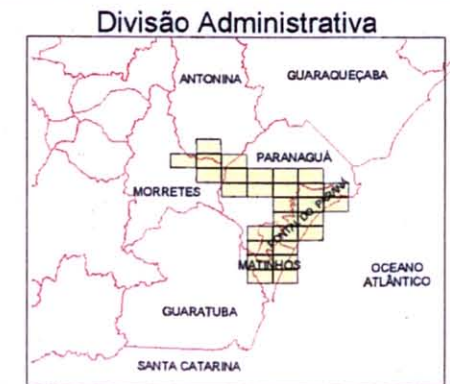 Divisão Administrativa
ANTONINA
GUARAQUEÇABA
PARANAGUÁ
MORRETES
PONTAL DO PARANÁ
MATINHOS
OCEANO
ATLÂNTICO
GUARATUBA
SANTA CATARINA